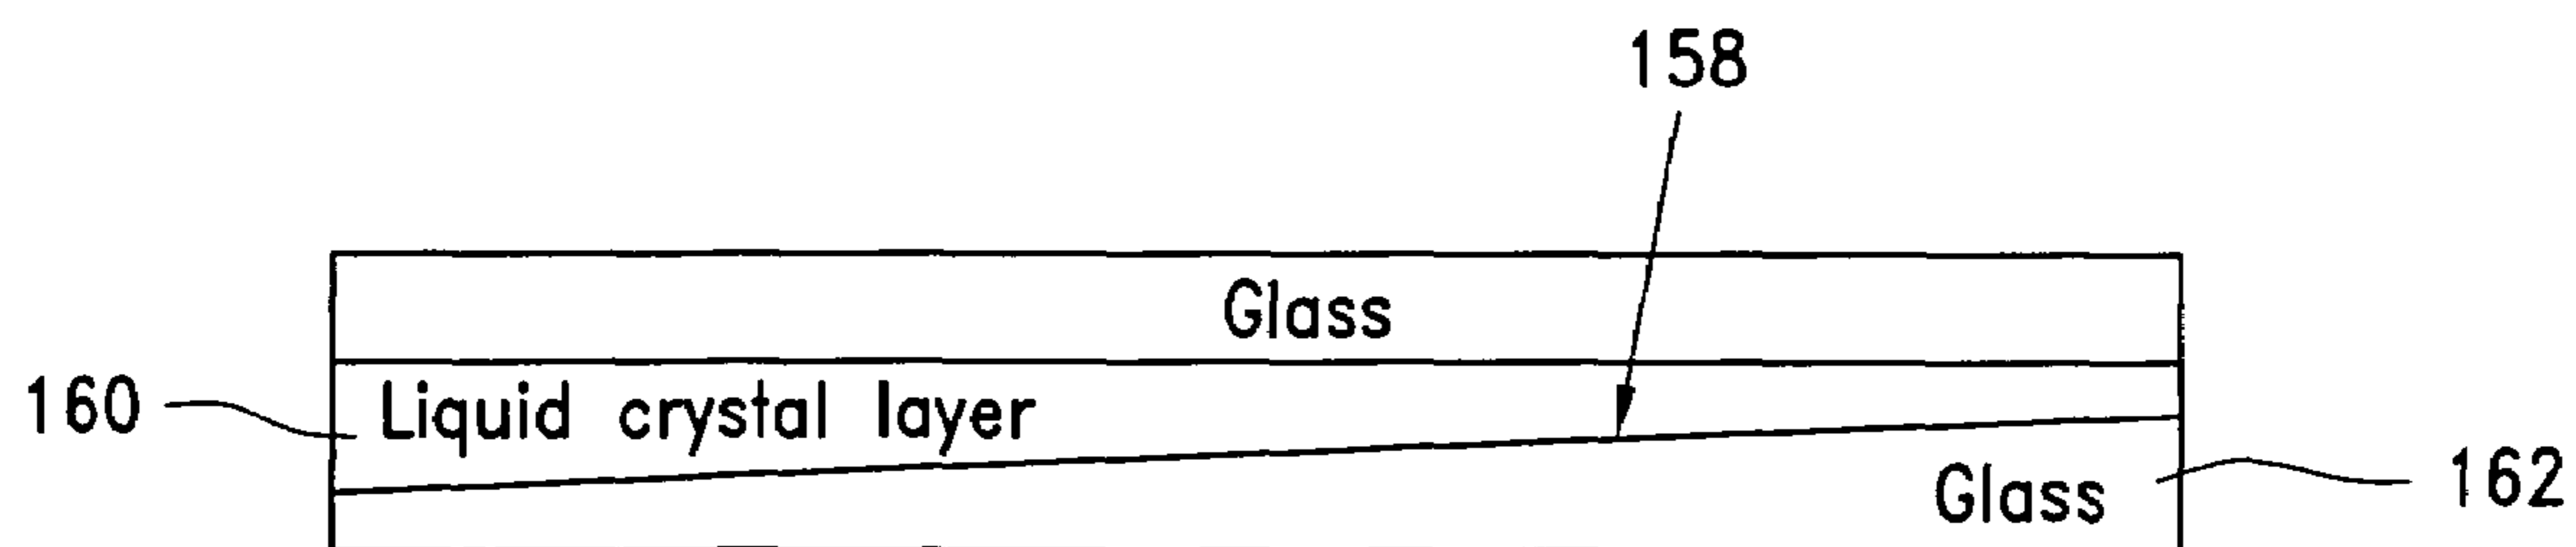 158
Glass
160
Liquid crystal layer
Glass
162